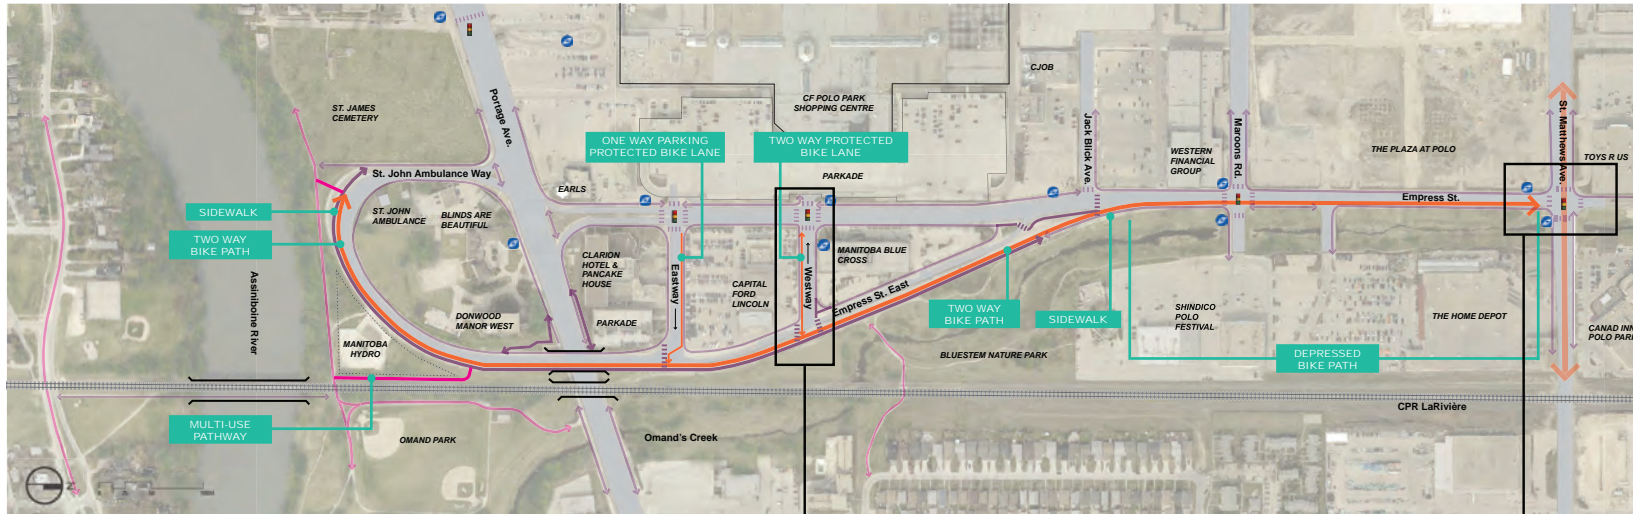 ST. JAMES
CEMETERY
Portage Ave.
CF POLO PARK
SHOPPING CENTRE
CJOB
ONE WAY PARKING
PROTECTED BIKE LANE
TWO WAY PROTECTED
BIKE LANE
PARKADE
Jack Blick Ave.
Maroons Rd.
WESTERN
FINANCIAL
GROUP
THE PLAZA AT POLO
St. Matthews Ave.
TOYS R US
St. John Ambulance Way
EARLS
Empress St.
SIDEWALK
ST. JOHN
AMBULANCE
BLINDS ARE
BEAUTIFUL
TWO WAY
BIKE PATH
CLARION
HOTEL &
PANCAKE
HOUSE
Eastway
Westway
MANITOBA BLUE
CROSS
CAPITAL
FORD
LINCOLN
Empress St. East
Assiniboine River
DONWOOD
MANOR WEST
PARKADE
MANITOBA
HYDRO
TWO WAY
BIKE PATH
SIDEWALK
SHINDICO
POLO
FESTIVAL
THE HOME DEPOT
CANAD INN
POLO PARK
BLUESTEM NATURE PARK
DEPRESSED
BIKE PATH
CPR LaRivière
MULTI-USE
PATHWAY
OMAND PARK
Omand's Creek
N